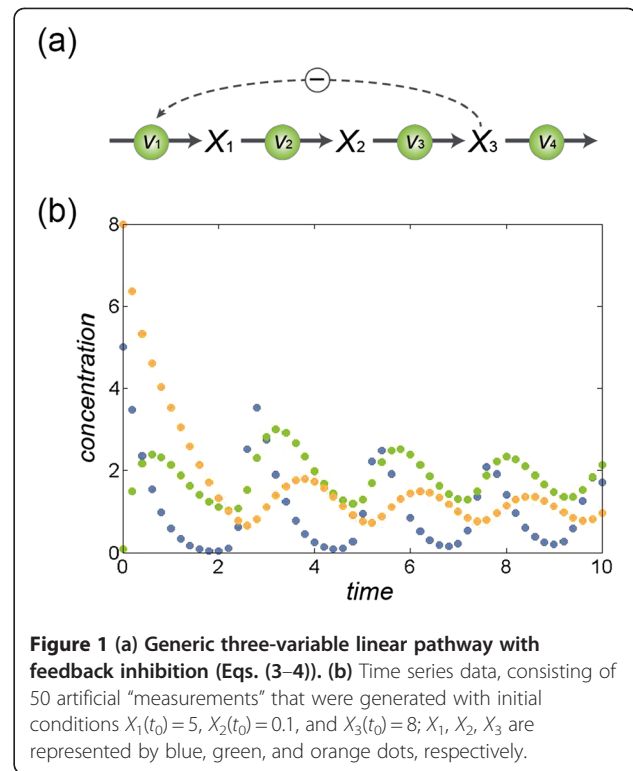 (a)
−
V1 X1 V2 X2 V3 X3 V4
(b)
8
6
4
2
0
concentration
0 2 4 6 8 10
time
Figure 1 (a) Generic three-variable linear pathway with
feedback inhibition (Eqs. (3–4)). (b) Time series data, consisting of
50 artificial "measurements" that were generated with initial
conditions X1(t0) = 5, X2(t0) = 0.1, and X3(t0) = 8; X1, X2, X3 are
represented by blue, green, and orange dots, respectively.